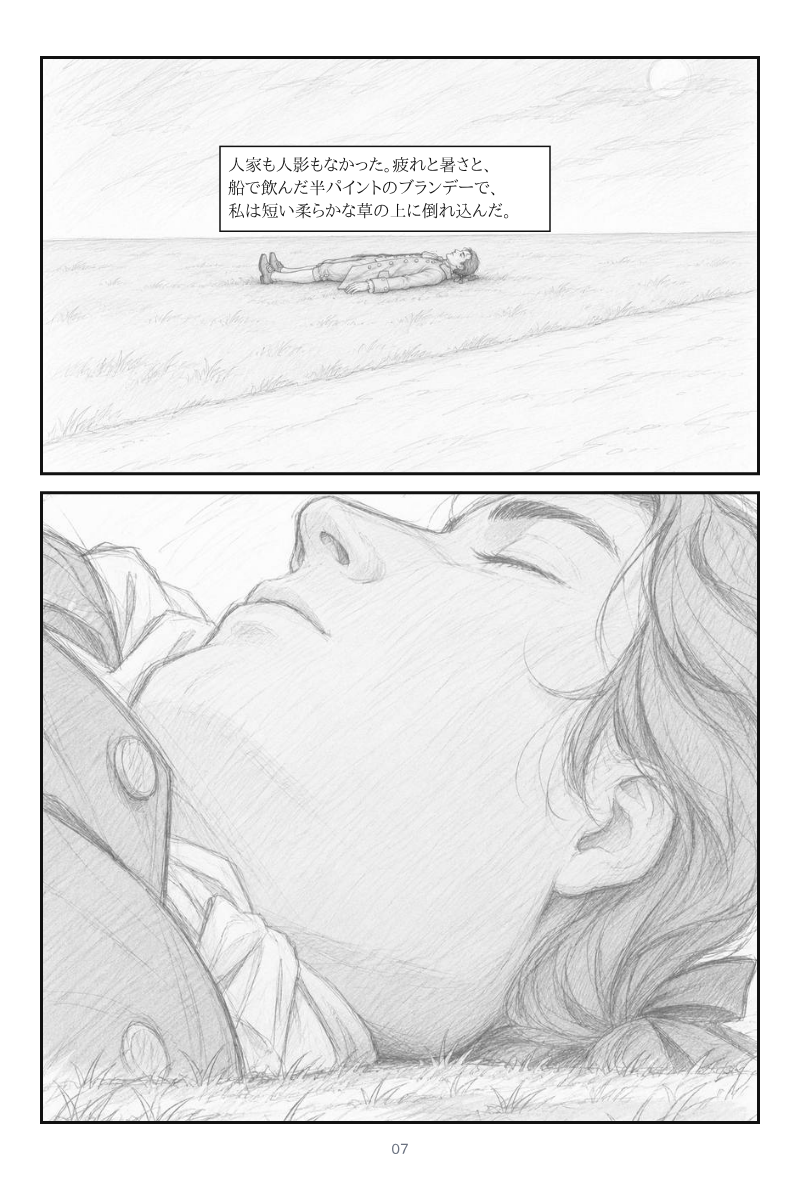 人家も人影もなかった。疲れと暑さと、
船で飲んだ半パイントのブランデーで、
私は短い柔らかな草の上に倒れ込んだ。
07